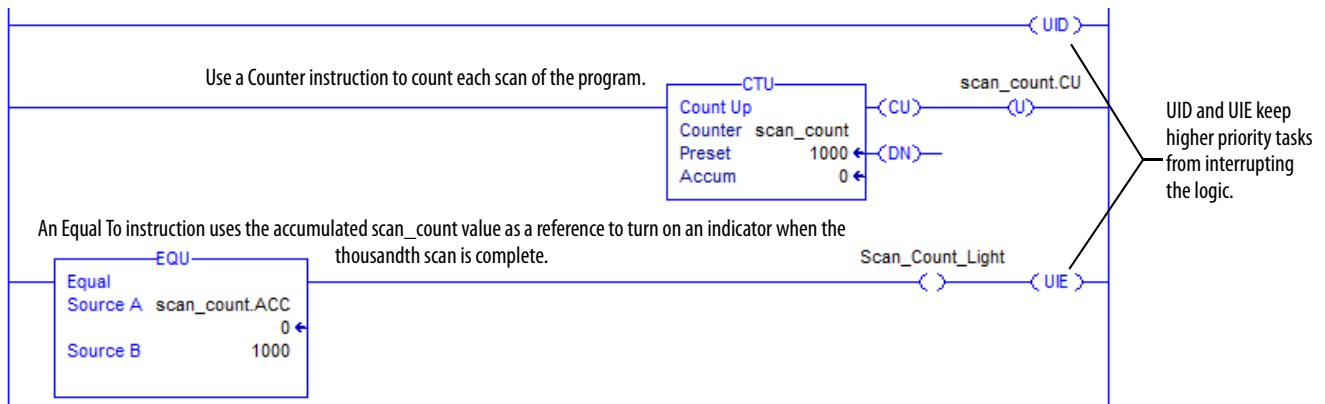 UID
Use a Counter instruction to count each scan of the program.
CTU
Count Up
Counter scan_count
Preset 1000
Accum 0
CU
DN
scan_count.CU
U
UID and UIE keep
higher priority tasks
from interrupting
the logic.
An Equal To instruction uses the accumulated scan_count value as a reference to turn on an indicator when the
thousandth scan is complete.
EQU
Equal
Source A scan_count.ACC
0
Source B 1000
Scan_Count_Light
UIE